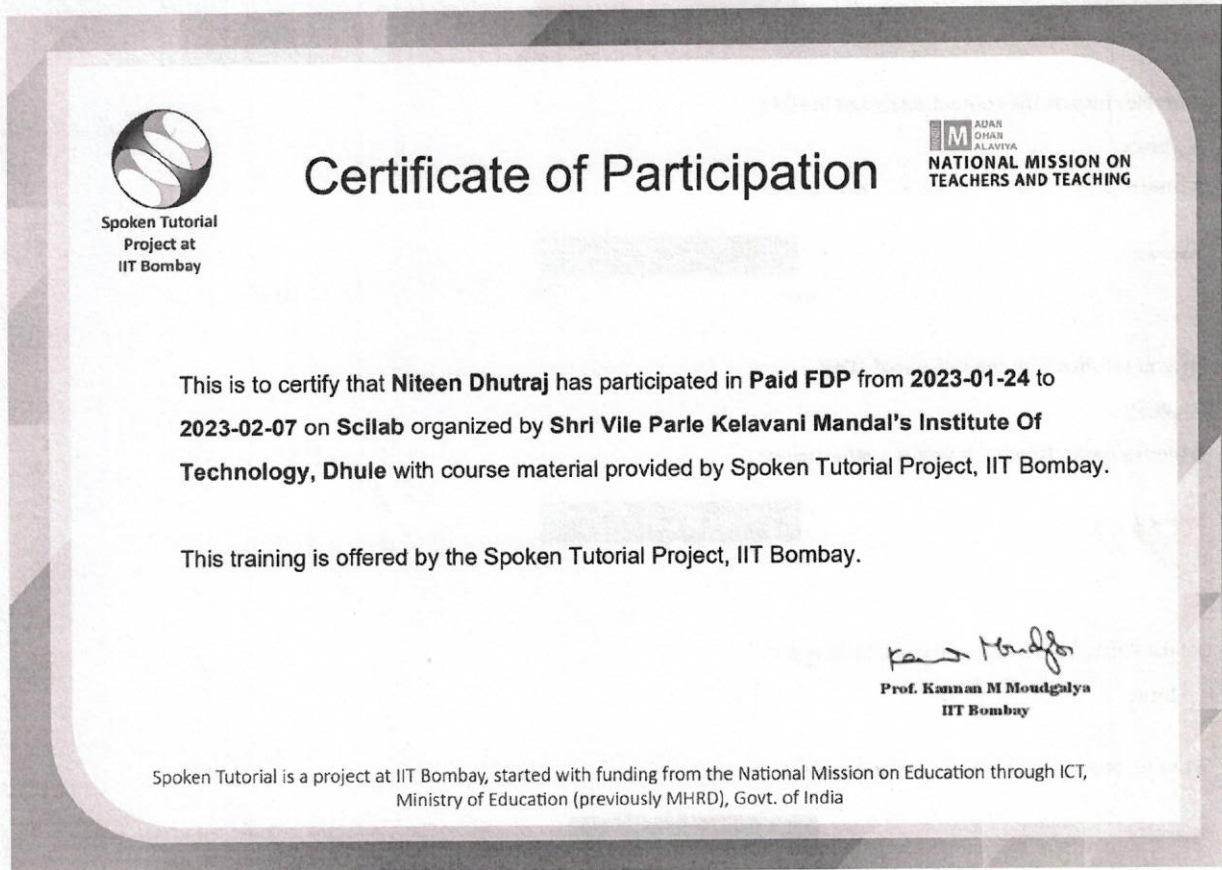 Certificate of Participation
Spoken Tutorial
Project at
IIT Bombay
M
ADAN
OHAN
ALAVIYA
NATIONAL MISSION ON
TEACHERS AND TEACHING
This is to certify that Niteen Dhutraj has participated in Paid FDP from 2023-01-24 to
2023-02-07 on Scilab organized by Shri Vile Parle Kelavani Mandal's Institute Of
Technology, Dhule with course material provided by Spoken Tutorial Project, IIT Bombay.
This training is offered by the Spoken Tutorial Project, IIT Bombay.
Prof. Kannan M Moudgalya
IIT Bombay
Spoken Tutorial is a project at IIT Bombay, started with funding from the National Mission on Education through ICT,
Ministry of Education (previously MHRD), Govt. of India